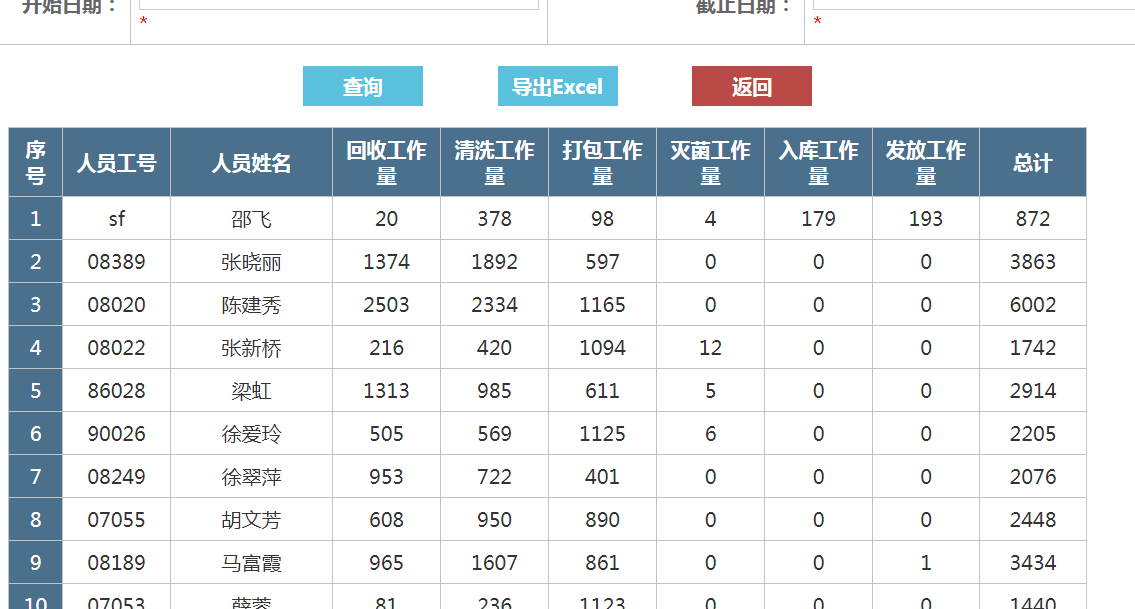 开始日期： 截止日期：
* *
查询 导出Excel 返回
序号 人员工号 人员姓名 回收工作量 清洗工作量 打包工作量 灭菌工作量 入库工作量 发放工作量 总计
1 sf 邵飞 20 378 98 4 179 193 872
2 08389 张晓丽 1374 1892 597 0 0 0 3863
3 08020 陈建秀 2503 2334 1165 0 0 0 6002
4 08022 张新桥 216 420 1094 12 0 0 1742
5 86028 梁虹 1313 985 611 5 0 0 2914
6 90026 徐爱玲 505 569 1125 6 0 0 2205
7 08249 徐翠萍 953 722 401 0 0 0 2076
8 07055 胡文芳 608 950 890 0 0 0 2448
9 08189 马富霞 965 1607 861 0 0 1 3434
10 07053 薛蓉 81 236 1123 0 0 0 1440